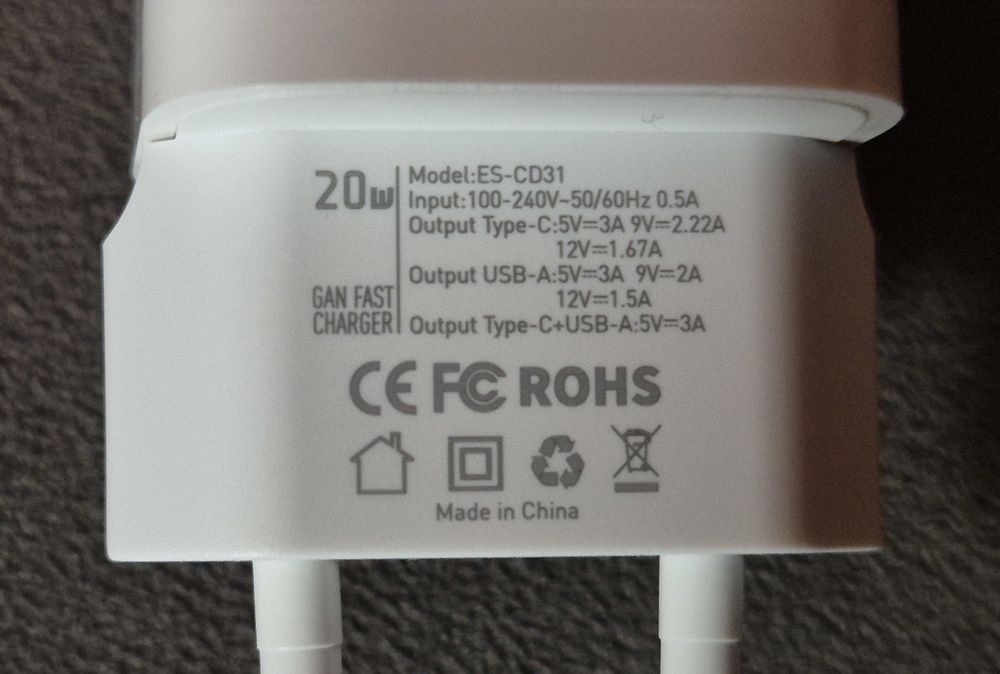 20W
Model:ES-CD31
Input:100-240V~50/60Hz 0.5A
Output Type-C:5V⎓3A 9V⎓2.22A
12V⎓1.67A
Output USB-A:5V⎓3A 9V⎓2A
12V⎓1.5A
Output Type-C+USB-A:5V⎓3A
GAN FAST
CHARGER
CE FC ROHS
Made in China